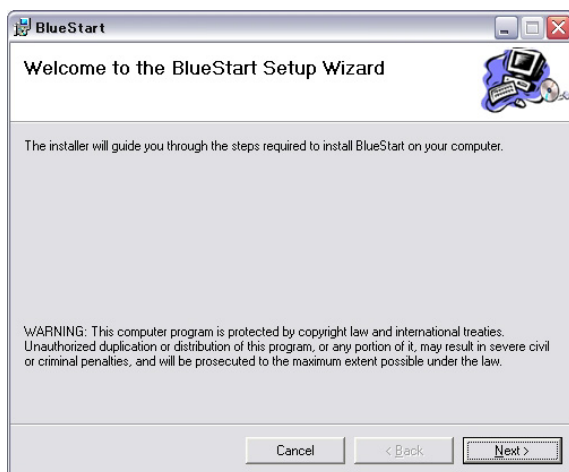 BlueStart
Welcome to the BlueStart Setup Wizard
The installer will guide you through the steps required to install BlueStart on your computer.
WARNING: This computer program is protected by copyright law and international treaties.
Unauthorized duplication or distribution of this program, or any portion of it, may result in severe civil
or criminal penalties, and will be prosecuted to the maximum extent possible under the law.
Cancel
< Back
Next >